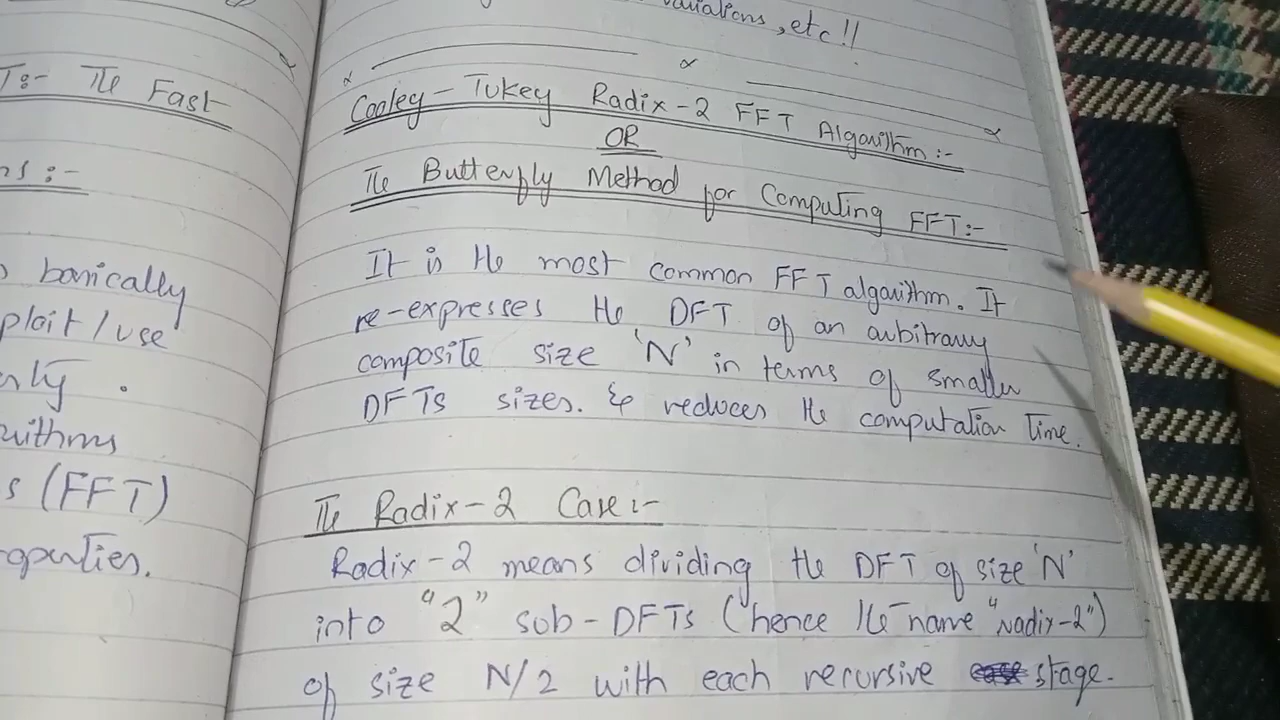 variations, etc!!
T:- The Fast
ns:-
basically
ploit / use
nly.
rithms
s (FFT)
operties.
Cooley - Tukey Radix-2 FFT Algorithm:-
OR
The Butterfly Method for Computing FFT:-
It is the most common FFT algorithm. It
re-expresses the DFT of an arbitrary
composite size 'N' in terms of smaller
DFTs sizes. & reduces the computation time.
The Radix-2 Case:-
Radix-2 means dividing the DFT of size 'N'
into "2" sub-DFTs (hence the name "radix-2")
of size N/2 with each recursive stage.